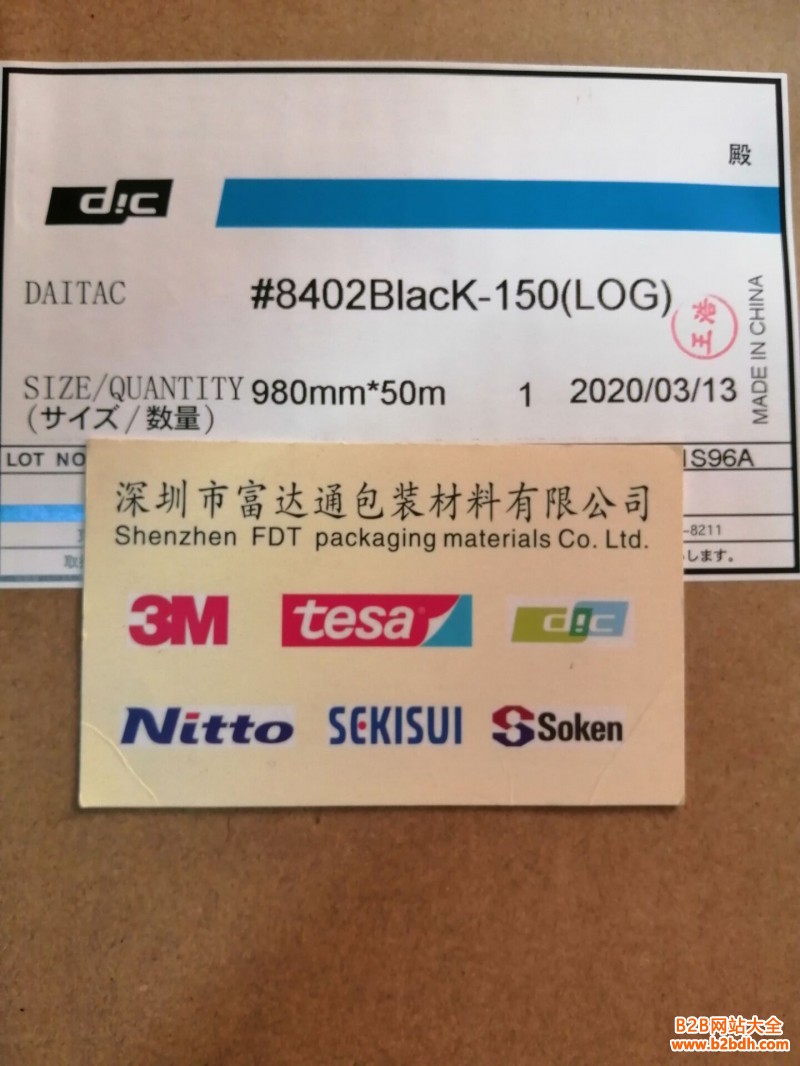 殿
d!c
DAITAC #8402BlacK-150(LOG)
王浩
MADE IN CHINA
SIZE/QUANTITY 980mm*50m 1 2020/03/13
(サイズ/数量)
LOT NO IS96A
-8211
します。
深圳市富达通包装材料有限公司
Shenzhen FDT packaging materials Co. Ltd.
3M tesa d!c
Nitto SEKISUI Soken
B2B网站大全
www.b2bdh.com